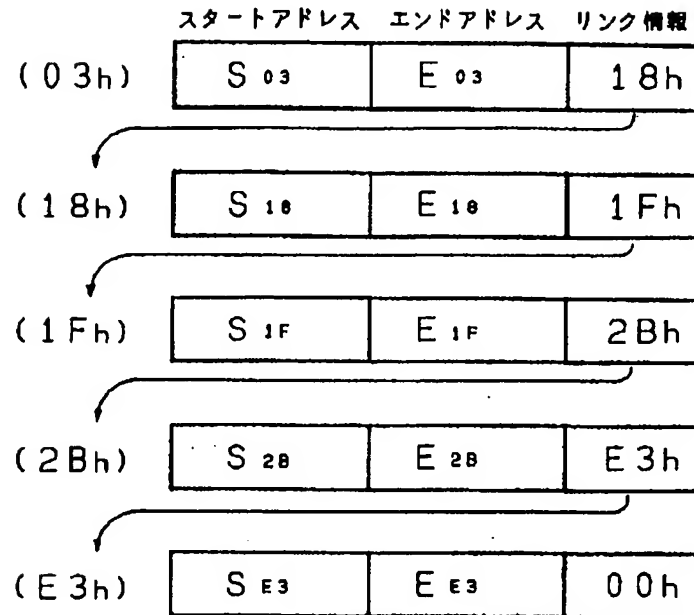 スタートアドレス エンドアドレス リンク情報
(03h) S03 E03 18h
(18h) S18 E18 1Fh
(1Fh) S1F E1F 2Bh
(2Bh) S2B E2B E3h
(E3h) SE3 EE3 00h